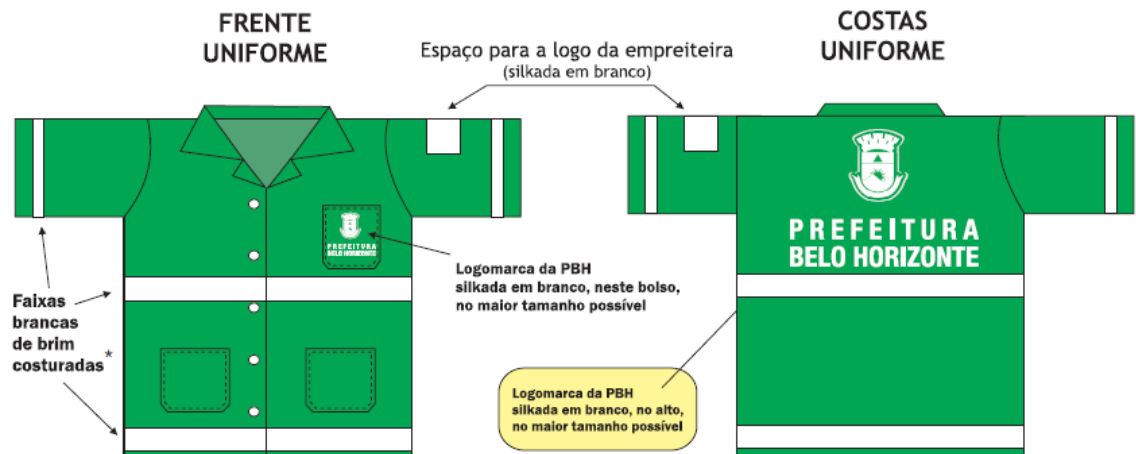 FRENTE
UNIFORME
Espaço para a logo da empreiteira
(silkada em branco)
COSTAS
UNIFORME
PREFEITURA
BELO HORIZONTE
PREFEITURA
BELO HORIZONTE
Logomarca da PBH
silkada em branco, neste bolso,
no maior tamanho possível
Faixas
brancas
de brim
costuradas*
Logomarca da PBH
silkada em branco, no alto,
no maior tamanho possível